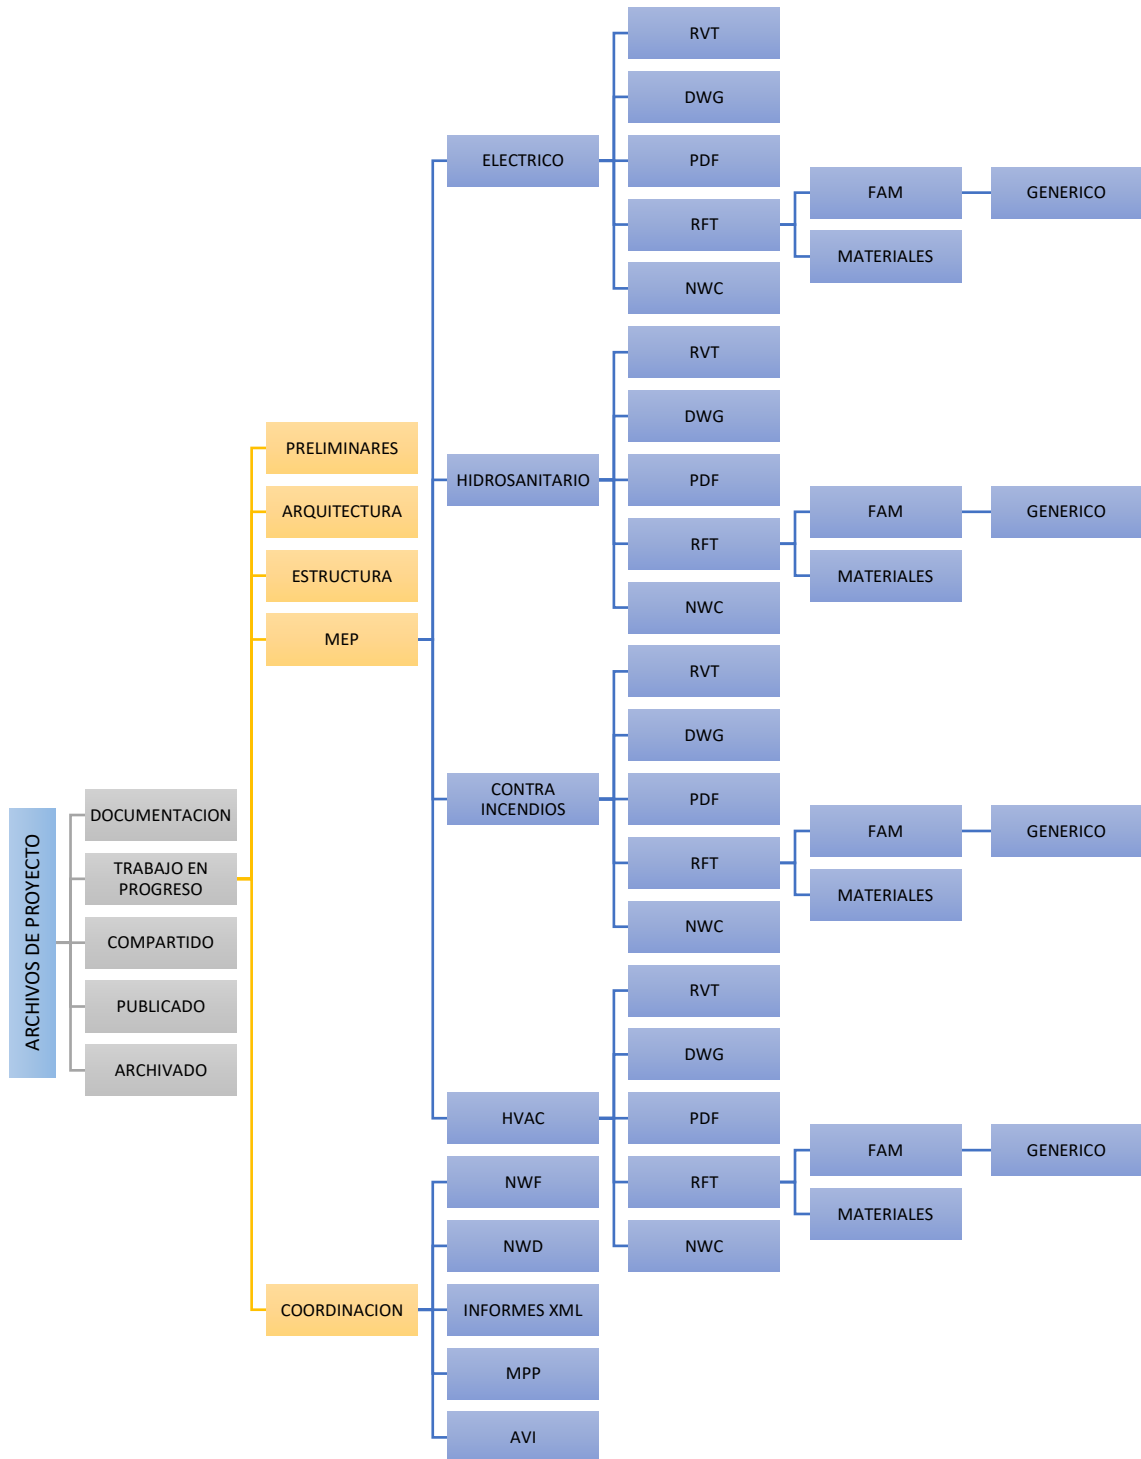 ARCHIVOS DE PROYECTO
DOCUMENTACION
TRABAJO EN
PROGRESO
COMPARTIDO
PUBLICADO
ARCHIVADO
PRELIMINARES
ARQUITECTURA
ESTRUCTURA
MEP
COORDINACION
ELECTRICO
RVT
DWG
PDF
RFT
NWC
FAM
GENERICO
MATERIALES
HIDROSANITARIO
RVT
DWG
PDF
RFT
NWC
FAM
GENERICO
MATERIALES
CONTRA
INCENDIOS
RVT
DWG
PDF
RFT
NWC
FAM
GENERICO
MATERIALES
HVAC
RVT
DWG
PDF
RFT
NWC
FAM
GENERICO
MATERIALES
NWF
NWD
INFORMES XML
MPP
AVI